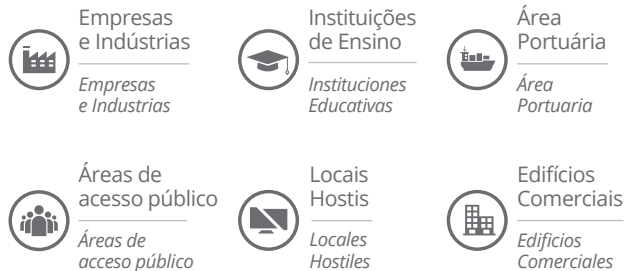 Empresas
e Indústrias
Empresas
e Industrias
Instituições
de Ensino
Instituciones
Educativas
Área
Portuária
Área
Portuaria
Áreas de
acesso público
Áreas de
acesso público
Locais
Hostis
Locales
Hostiles
Edifícios
Comerciais
Edificios
Comerciales